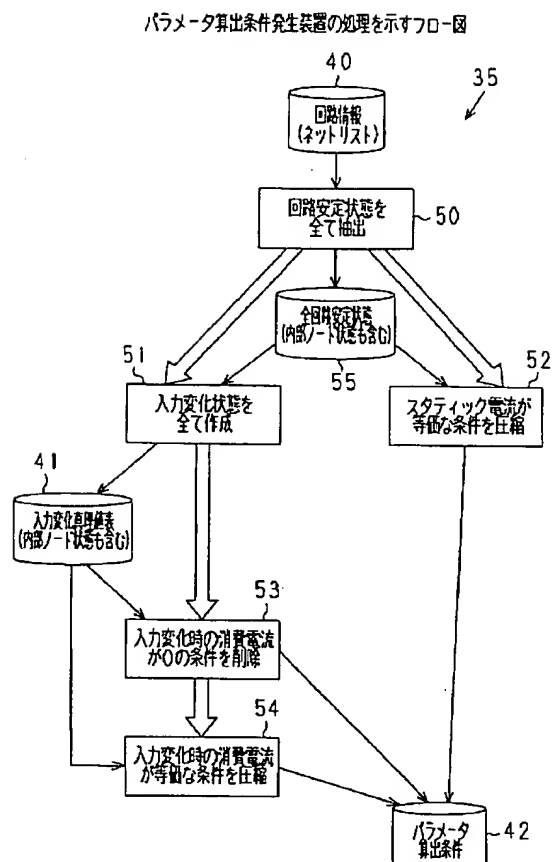 パラメータ算出条件発生装置の処理を示すフロー図
40
35
回路情報
(ネットリスト)
回路安定状態を
全て抽出
50
全回路安定状態
(内部ノード状態も含む)
55
51
入力変化状態を
全て作成
52
スタティック電流が
等価な条件を圧縮
41
入力変化真理値表
(内部ノード状態も含む)
53
入力変化時の消費電流
が0の条件を削除
54
入力変化時の消費電流
が等価な条件を圧縮
パラメータ
算出条件
42